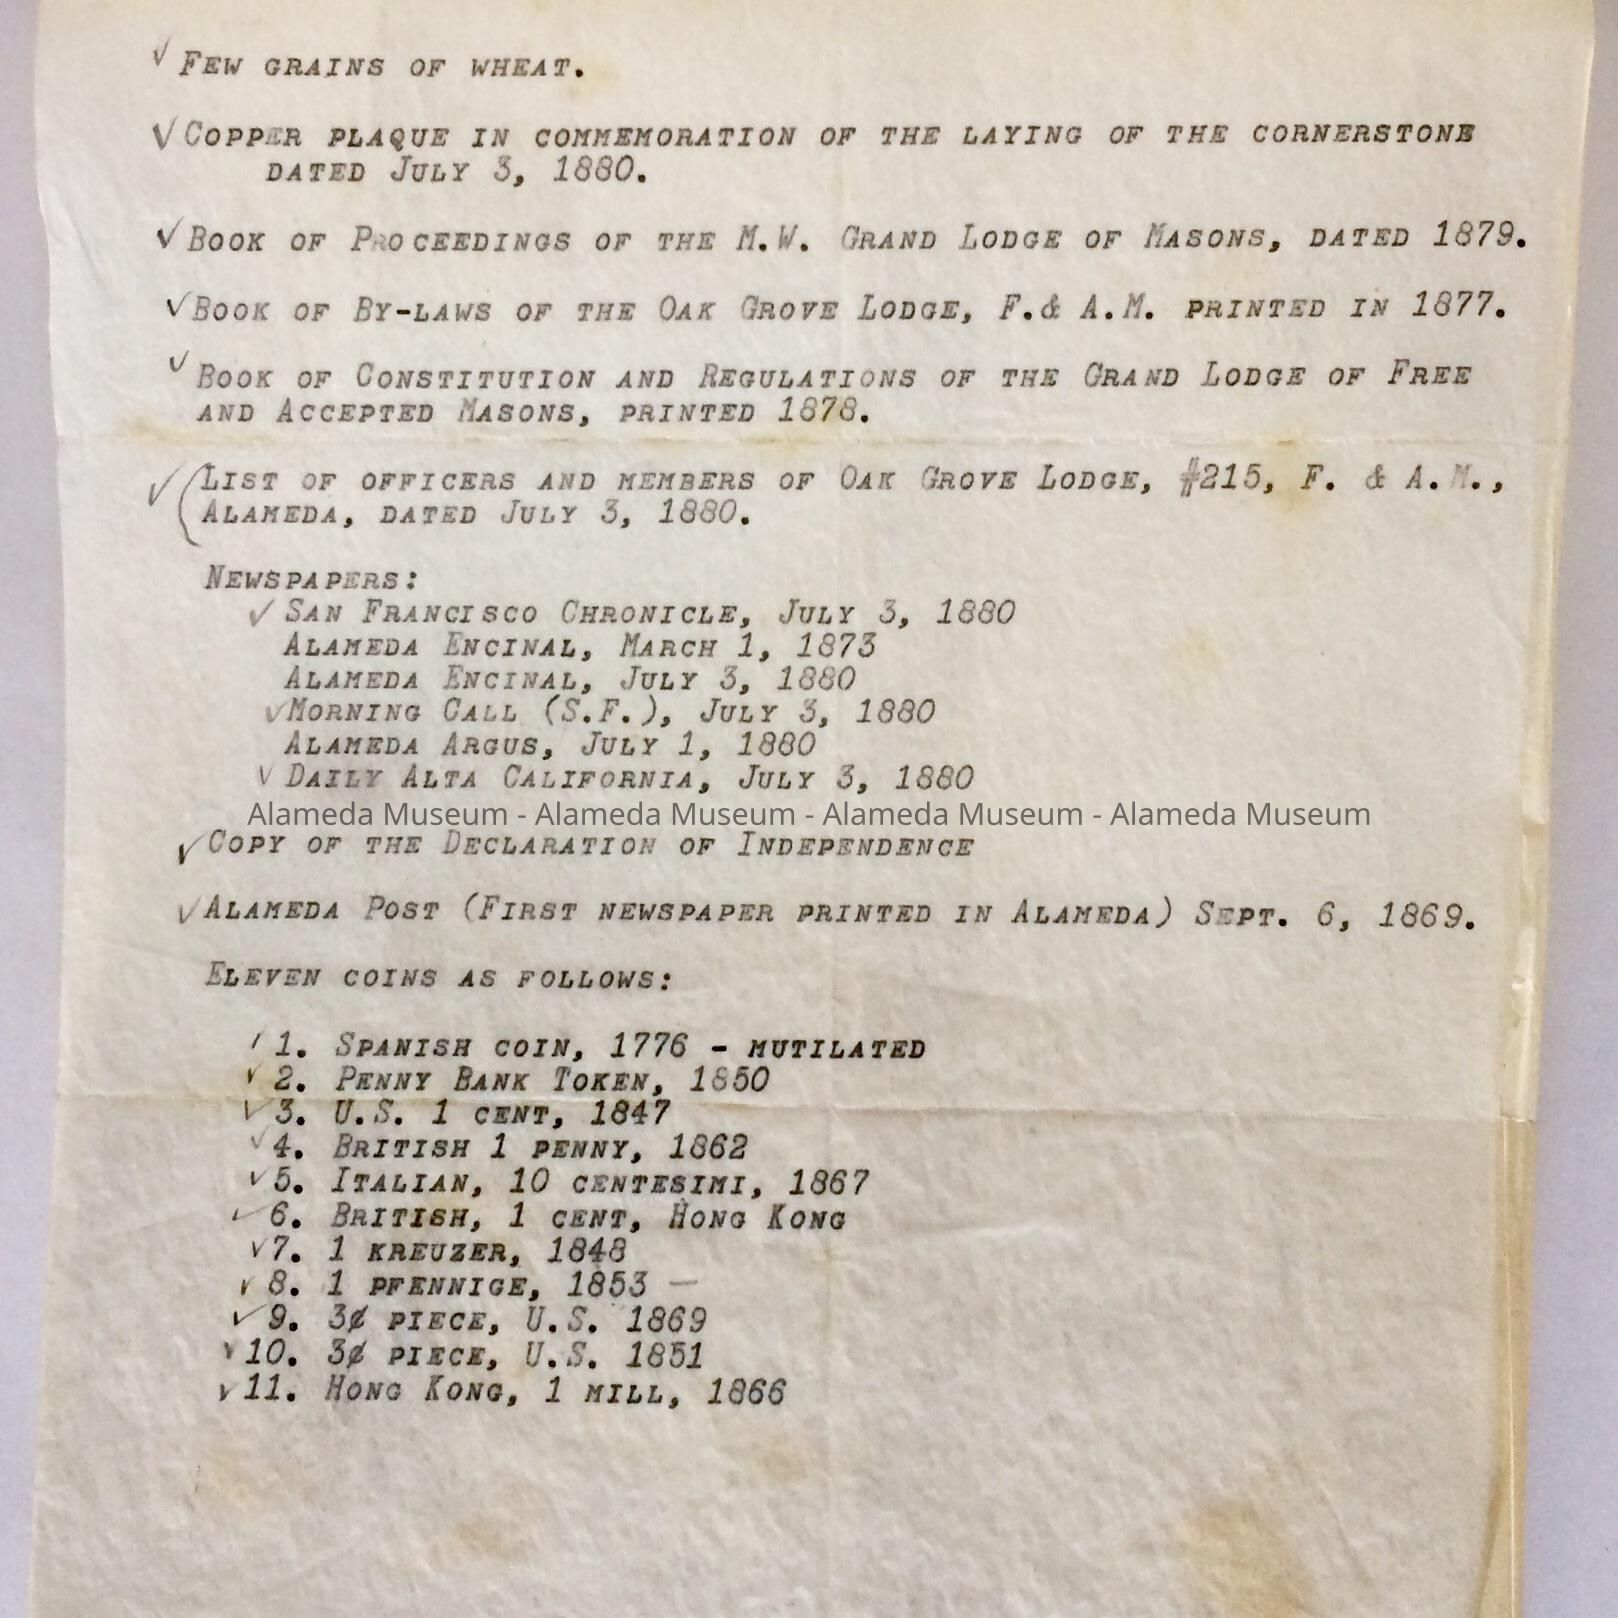 ✓ Few grains of wheat.
✓ Copper plaque in commemoration of the laying of the cornerstone
dated July 3, 1880.
✓ Book of Proceedings of the M.W. Grand Lodge of Masons, dated 1879.
✓ Book of By-laws of the Oak Grove Lodge, F.& A.M. printed in 1877.
✓ Book of Constitution and Regulations of the Grand Lodge of Free
and Accepted Masons, printed 1878.
✓ (List of officers and members of Oak Grove Lodge, #215, F. & A.M.,
Alameda, dated July 3, 1880.
Newspapers:
✓ San Francisco Chronicle, July 3, 1880
Alameda Encinal, March 1, 1873
Alameda Encinal, July 3, 1880
✓ Morning Call (S.F.), July 3, 1880
Alameda Argus, July 1, 1880
✓ Daily Alta California, July 3, 1880
Alameda Museum - Alameda Museum - Alameda Museum - Alameda Museum
✓ Copy of the Declaration of Independence
✓ Alameda Post (First newspaper printed in Alameda) Sept. 6, 1869.
Eleven coins as follows:
✓ 1. Spanish coin, 1776 - mutilated
✓ 2. Penny Bank Token, 1850
✓ 3. U.S. 1 cent, 1847
✓ 4. British 1 penny, 1862
✓ 5. Italian, 10 centesimi, 1867
✓ 6. British, 1 cent, Hong Kong
✓ 7. 1 kreuzer, 1848
✓ 8. 1 pfennige, 1853 —
✓ 9. 3¢ piece, U.S. 1869
✓ 10. 3¢ piece, U.S. 1851
✓ 11. Hong Kong, 1 mill, 1866